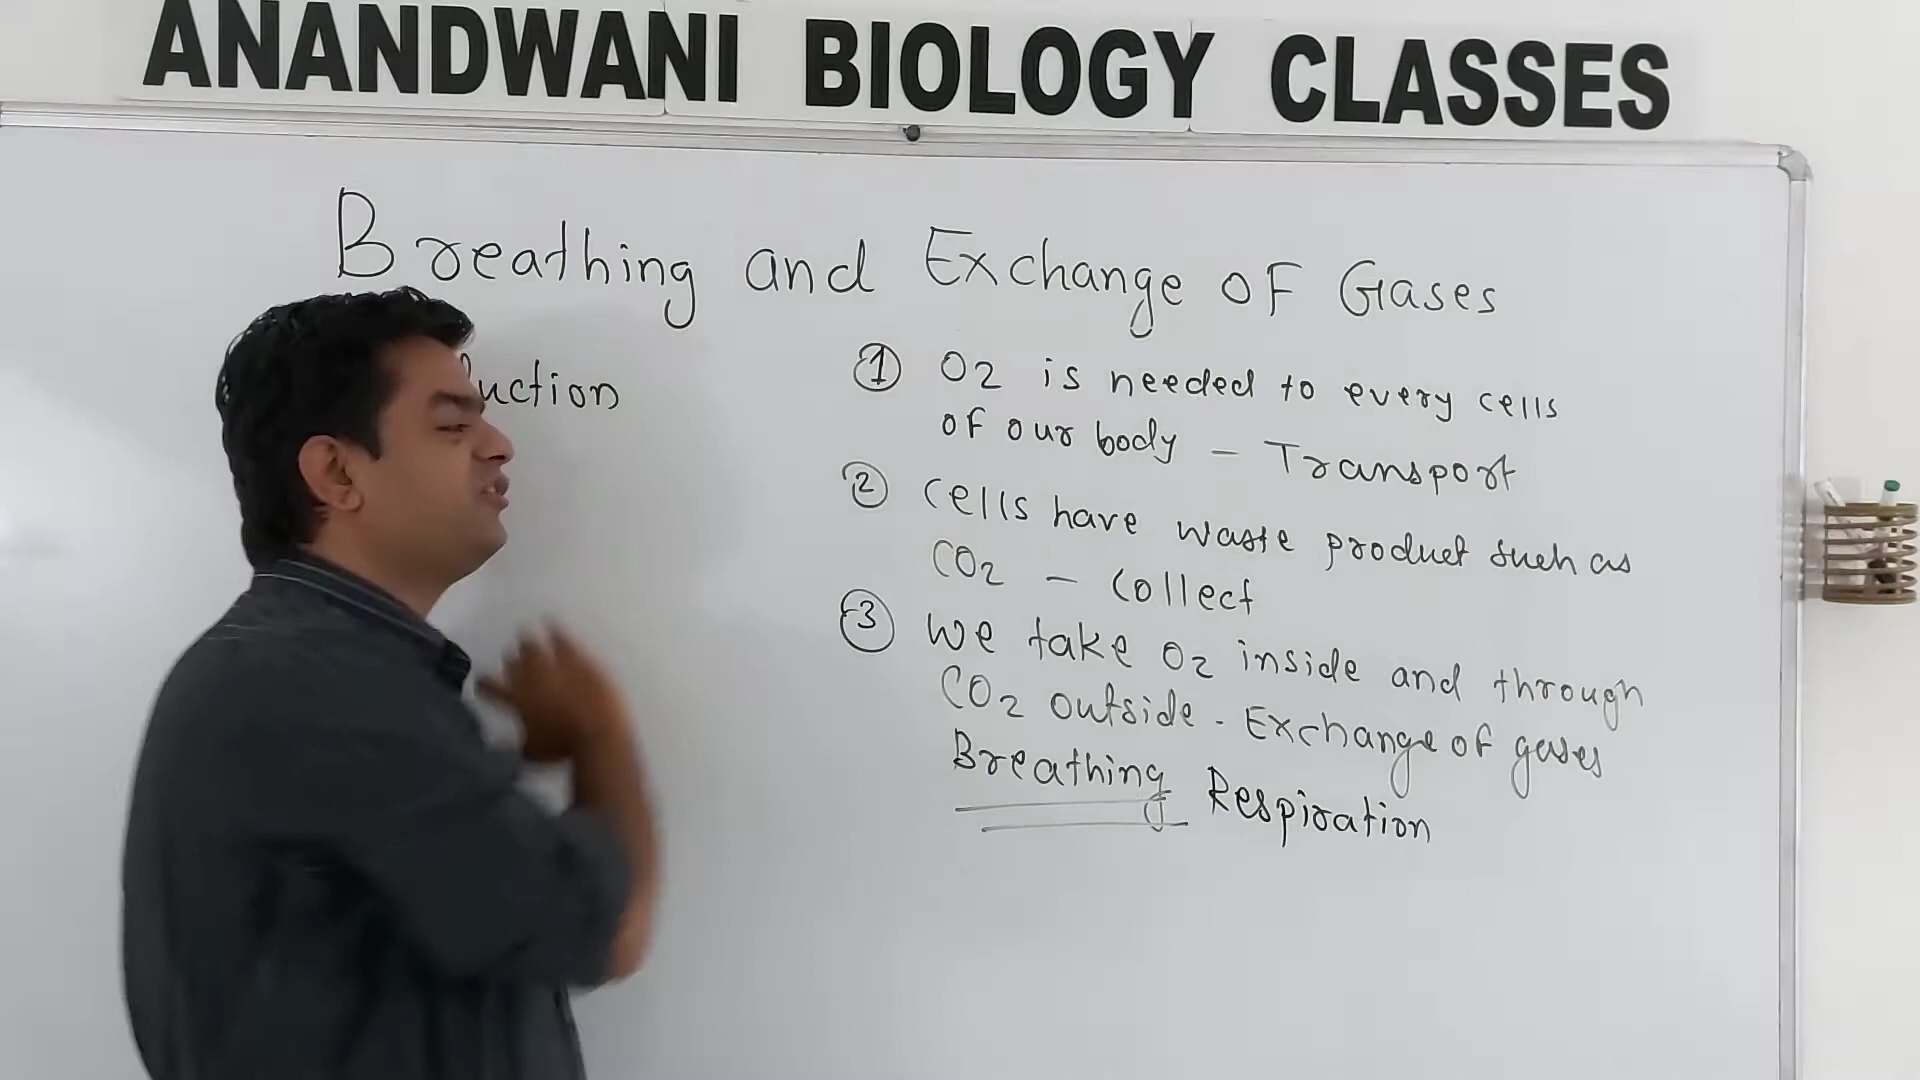 ANANDWANI BIOLOGY CLASSES
Breathing and Exchange of Gases
uction
① O2 is needed to every cells
of our body - Transport
② Cells have waste product such as
CO2 - Collect
③ We take O2 inside and through
CO2 outside - Exchange of gases
Breathing Respiration